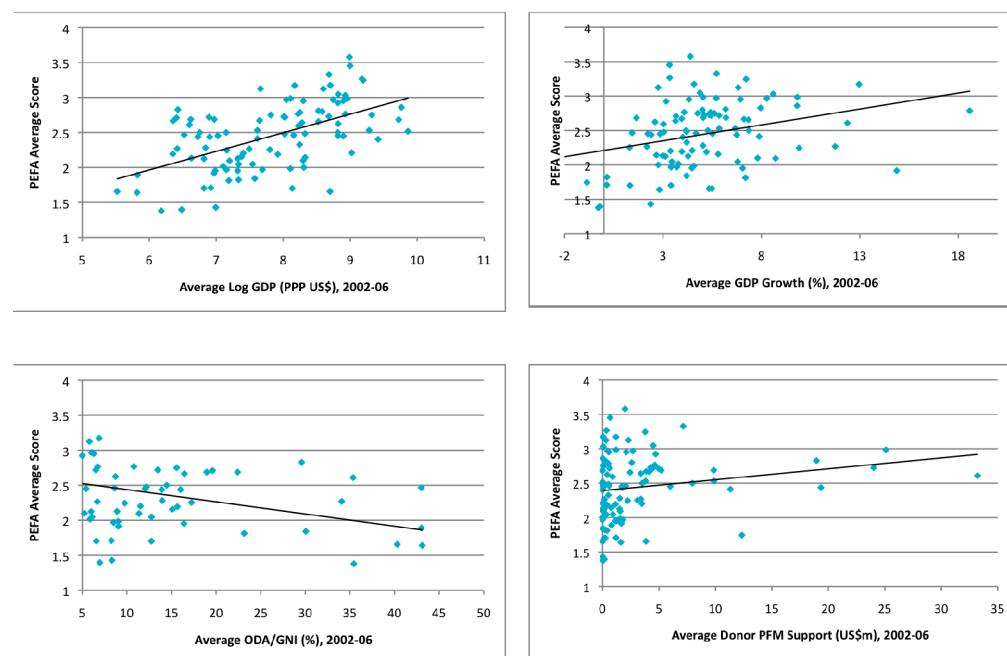 4
3.5
3
2.5
2
1.5
1
PEFA Average Score
5 6 7 8 9 10 11
Average Log GDP (PPP US$), 2002-06
4
3.5
3
2.5
2
1.5
1
PEFA Average Score
-2 3 8 13 18
Average GDP Growth (%), 2002-06
4
3.5
3
2.5
2
1.5
1
PEFA Average Score
5 10 15 20 25 30 35 40 45 50
Average ODA/GNI (%), 2002-06
4
3.5
3
2.5
2
1.5
1
PEFA Average Score
0 5 10 15 20 25 30 35
Average Donor PFM Support (US$m), 2002-06